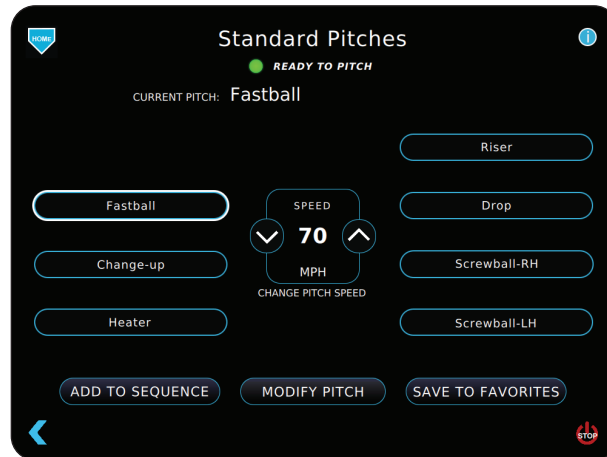 HOME
Standard Pitches
i
READY TO PITCH
CURRENT PITCH: Fastball
Riser
Fastball
SPEED
Drop
70
Change-up
MPH
Screwball-RH
CHANGE PITCH SPEED
Heater
Screwball-LH
ADD TO SEQUENCE
MODIFY PITCH
SAVE TO FAVORITES
STOP